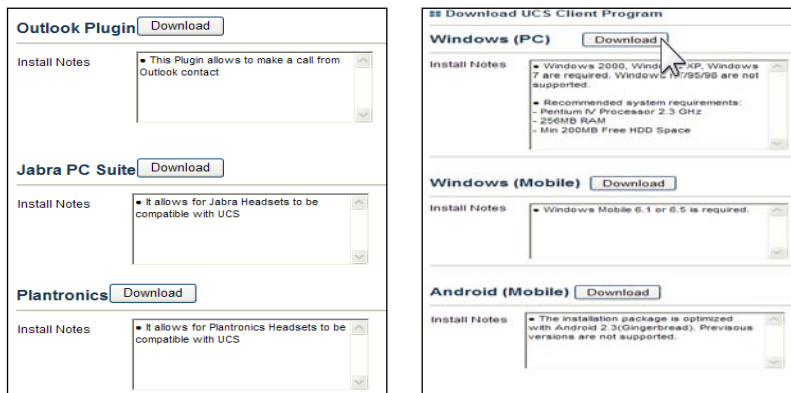 Outlook Plugin Download
Install Notes
• This Plugin allows to make a call from
Outlook contact
Jabra PC Suite Download
Install Notes
• It allows for Jabra Headsets to be
compatible with UCS
Plantronics Download
Install Notes
• It allows for Plantronics Headsets to be
compatible with UCS
Download UCS Client Program
Windows (PC) Download
Install Notes
• Windows 2000, XP, Windows
7 are required. Windows /95/98 are not
supported.
• Recommended system requirements:
- Pentium IV Processor 2.3 GHz
- 256MB RAM
- Min 200MB Free HDD Space
Windows (Mobile) Download
Install Notes
• Windows Mobile 6.1 or 6.5 is required.
Android (Mobile) Download
Install Notes
• The installation package is optimized
with Android 2.3(Gingerbread). Previsous
versions are not supported.